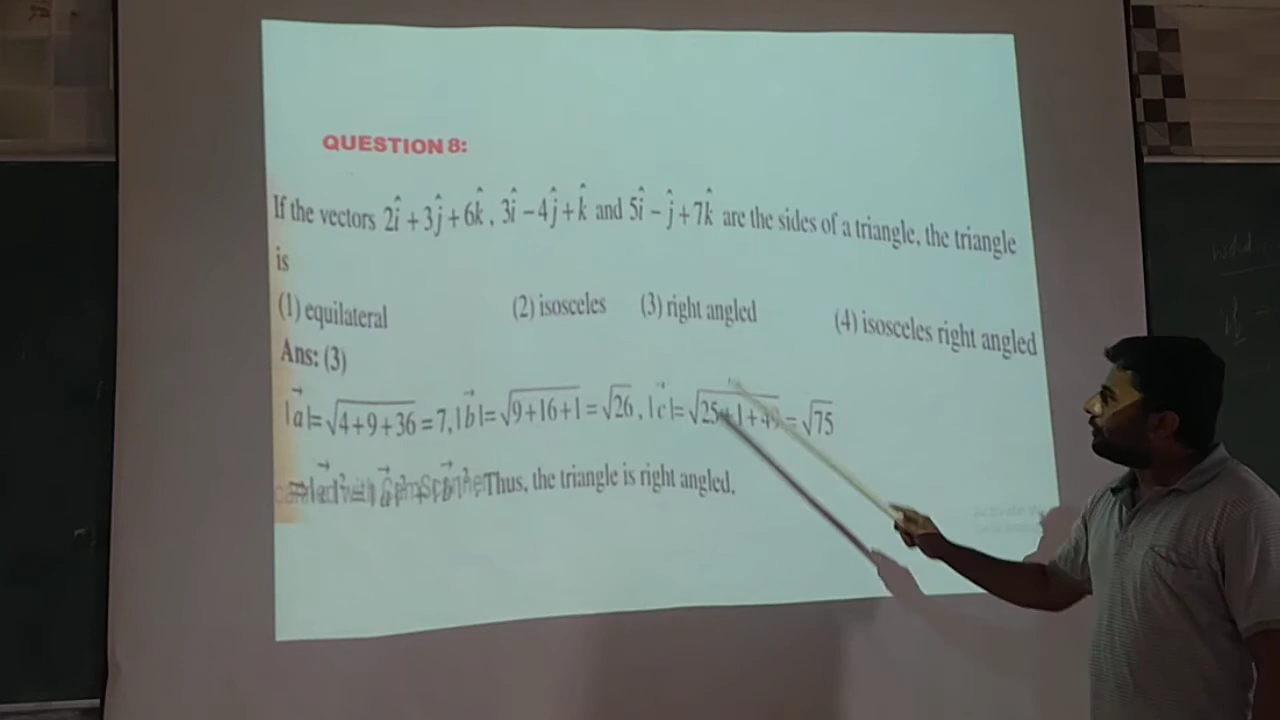 QUESTION 8:
If the vectors 2î + 3ĵ + 6k̂ , 3î − 4ĵ + k̂ and 5î − ĵ + 7k̂ are the sides of a triangle, the triangle
is
(1) equilateral (2) isosceles (3) right angled (4) isosceles right angled
Ans: (3)
|a⃗|= √4+9+36 = 7, |b⃗|= √9+16+1 = √26 , |c⃗|= √25+1+49 = √75
Thus, the triangle is right angled.